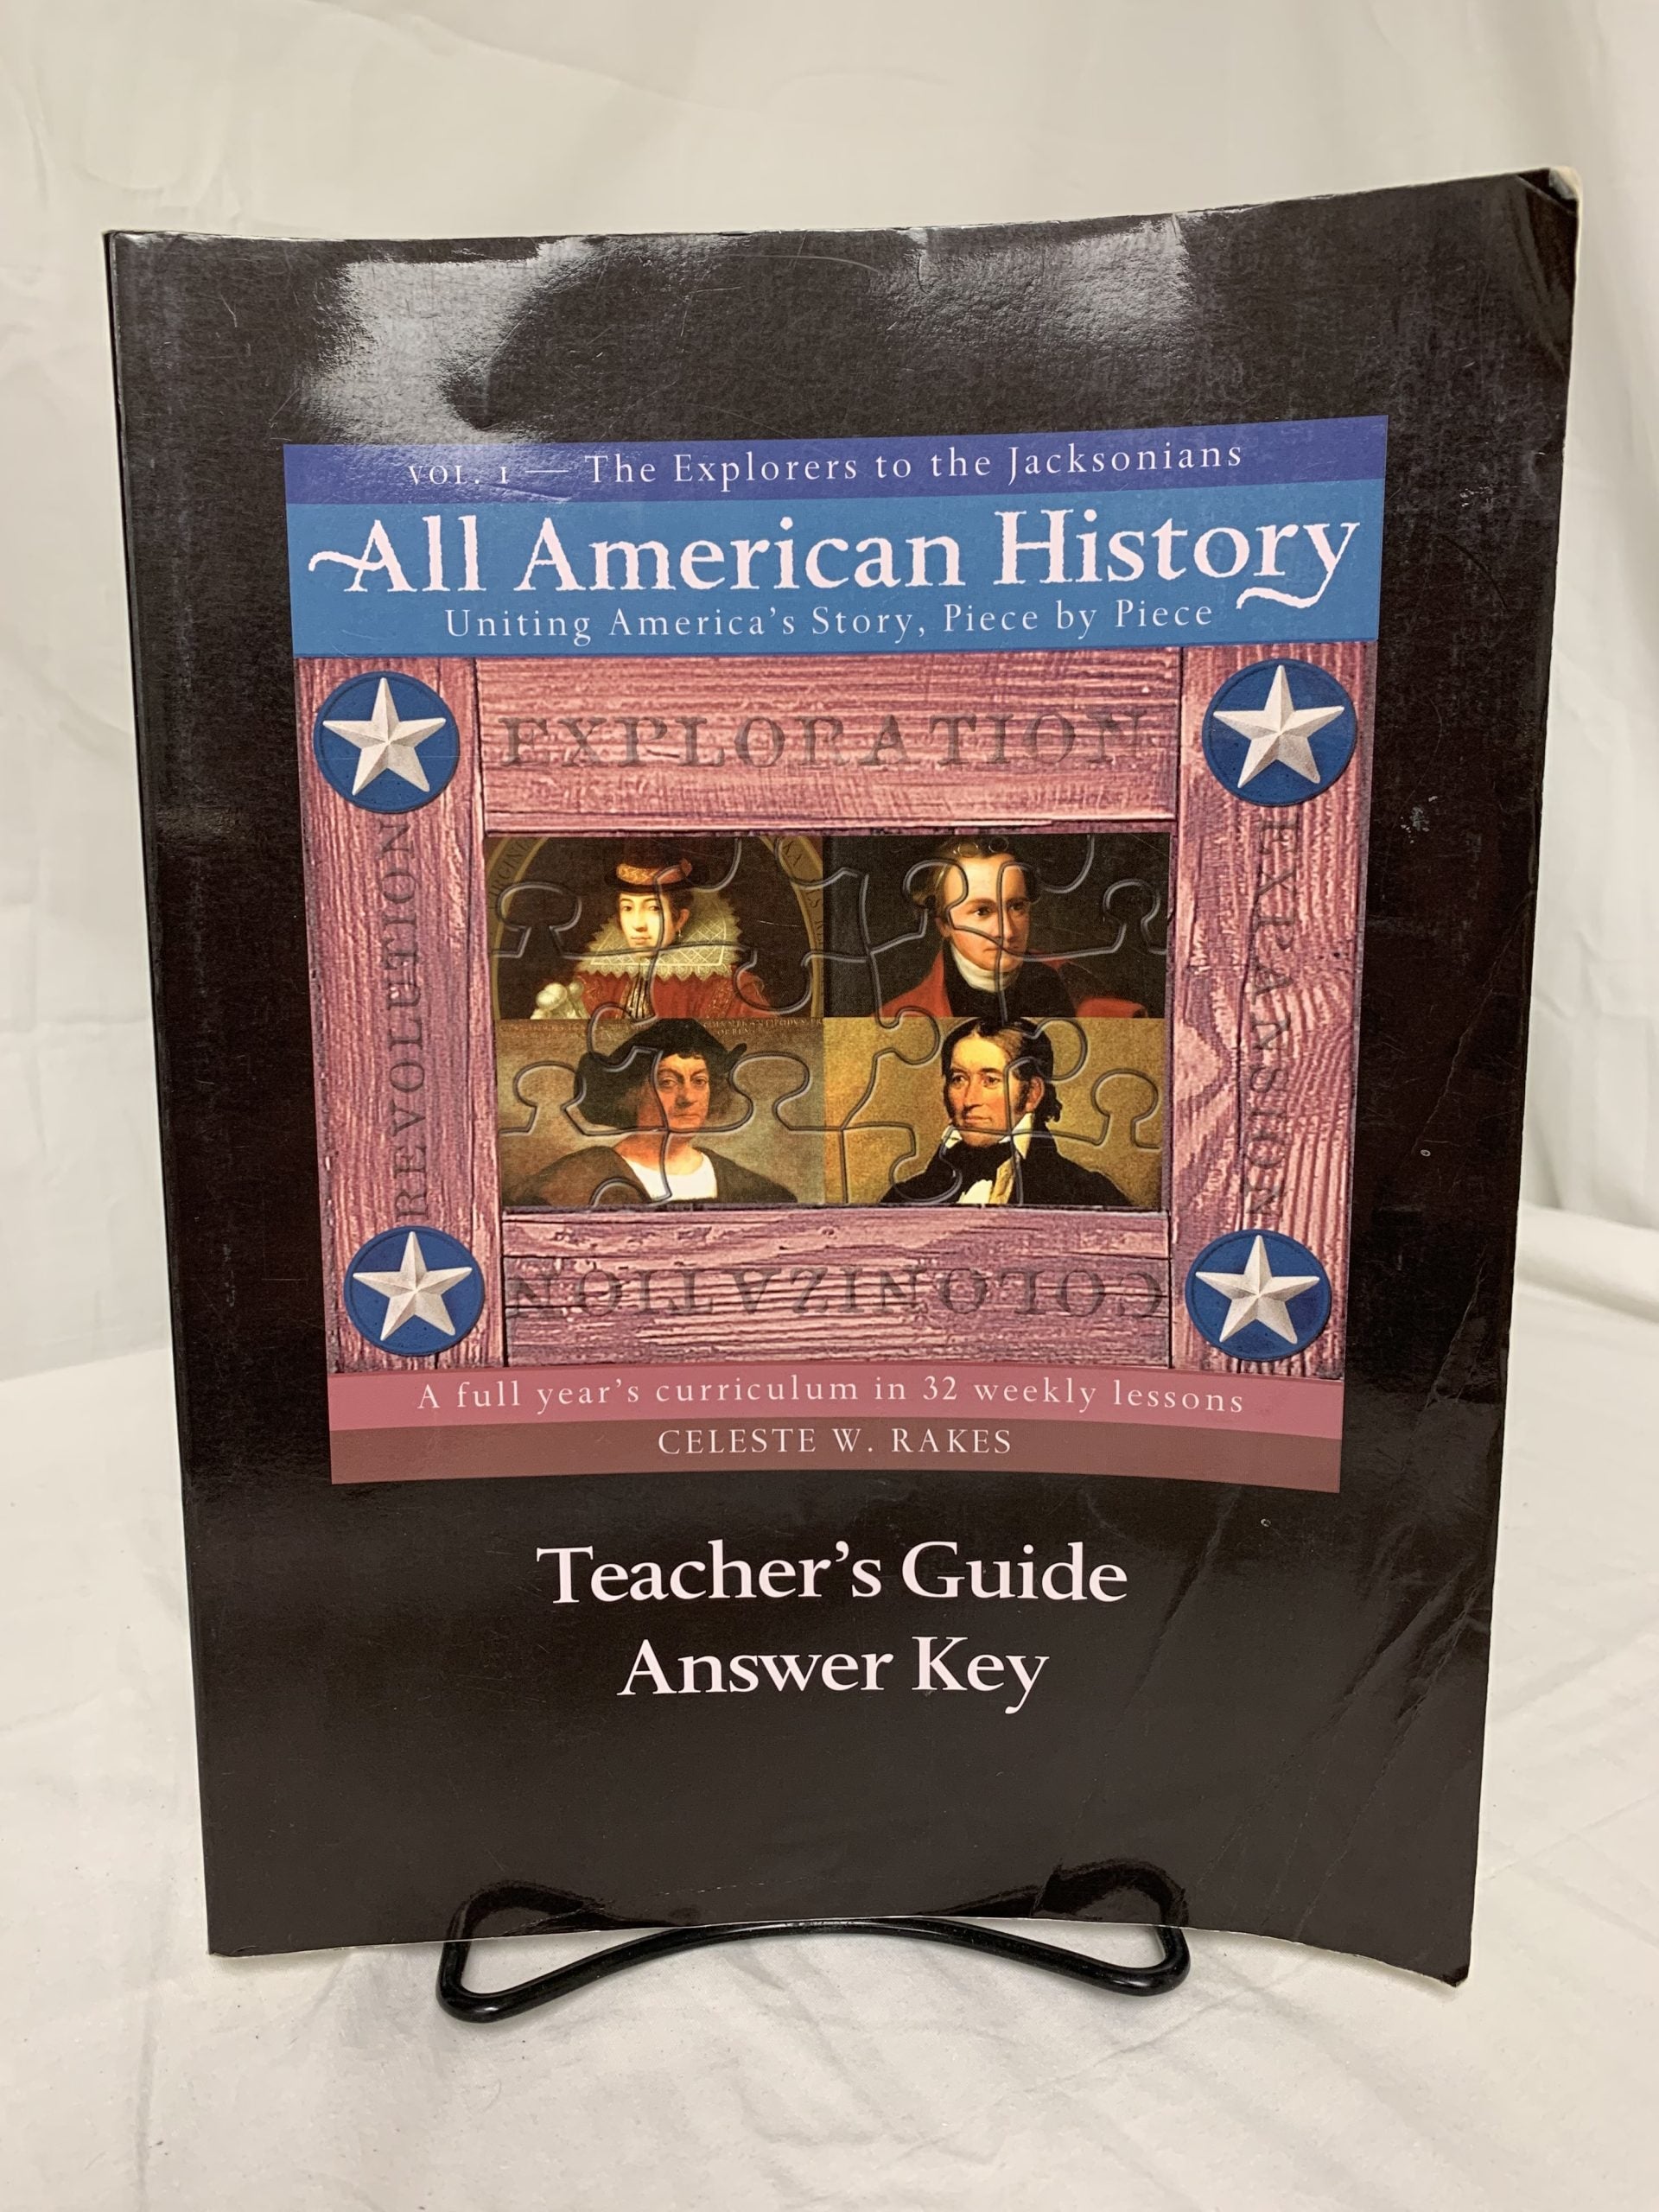 VOL. 1 — The Explorers to the Jacksonians
All American History
Uniting America's Story, Piece by Piece
EXPLORATION
REVOLUTION
EXPANSION
COLONIZATION
A full year's curriculum in 32 weekly lessons
CELESTE W. RAKES
Teacher's Guide
Answer Key